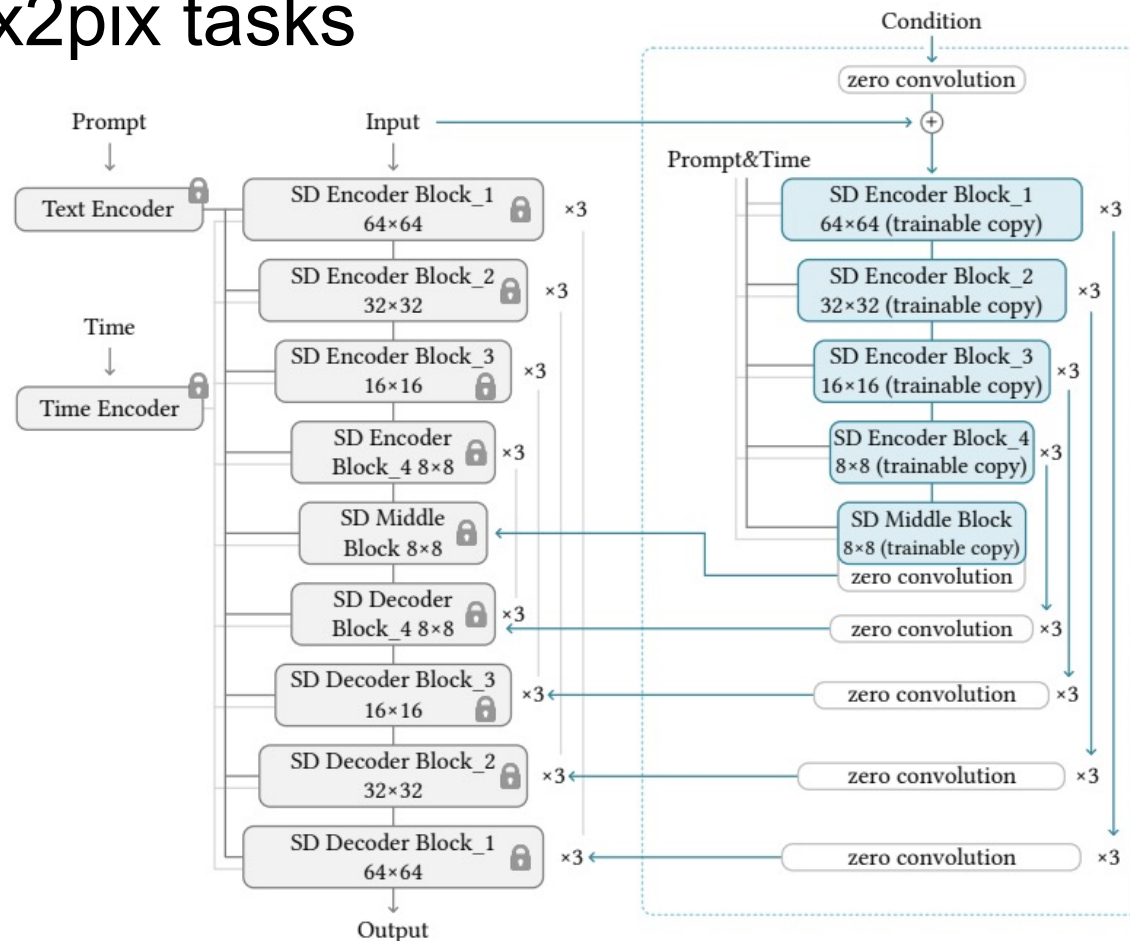 x2pix tasks
Condition
zero convolution
+
Prompt
Input
Prompt&Time
Text Encoder
SD Encoder Block_1
64×64
×3
SD Encoder Block_1
64×64 (trainable copy)
×3
SD Encoder Block_2
32×32
×3
SD Encoder Block_2
32×32 (trainable copy)
×3
Time
Time Encoder
SD Encoder Block_3
16×16
×3
SD Encoder Block_3
16×16 (trainable copy)
×3
SD Encoder
Block_4 8×8
×3
SD Encoder Block_4
8×8 (trainable copy)
×3
SD Middle
Block 8×8
SD Middle Block
8×8 (trainable copy)
zero convolution
SD Decoder
Block_4 8×8
×3
zero convolution
×3
SD Decoder Block_3
16×16
×3
zero convolution
×3
SD Decoder Block_2
32×32
×3
zero convolution
×3
SD Decoder Block_1
64×64
×3
zero convolution
×3
Output